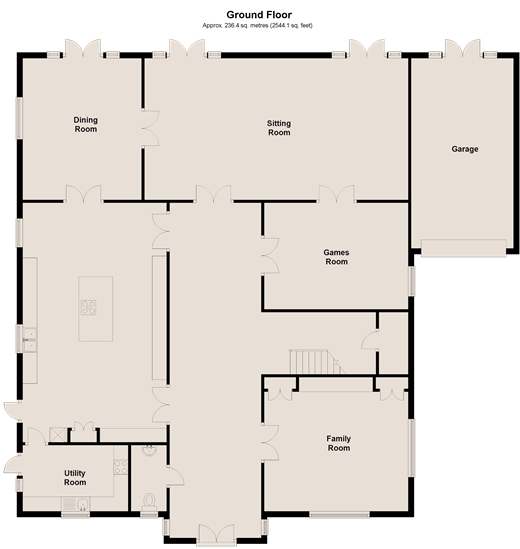 Ground Floor
Approx. 236.4 sq. metres (2544.1 sq. feet)
Dining
Room
Sitting
Room
Garage
Games
Room
Family
Room
Utility
Room